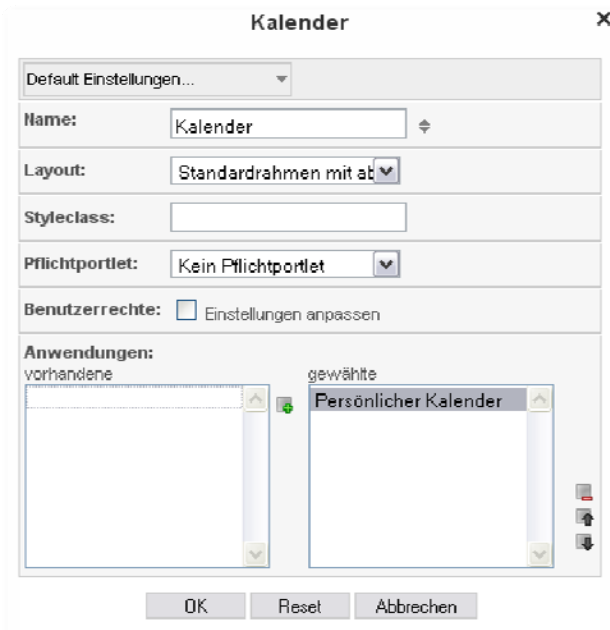 Kalender
Default Einstellungen...
Name: Kalender
Layout: Standardrahmen mit ab
Styleclass:
Pflichtportlet: Kein Pflichtportlet
Benutzerrechte: Einstellungen anpassen
Anwendungen:
vorhandene gewählte
Persönlicher Kalender
OK Reset Abbrechen